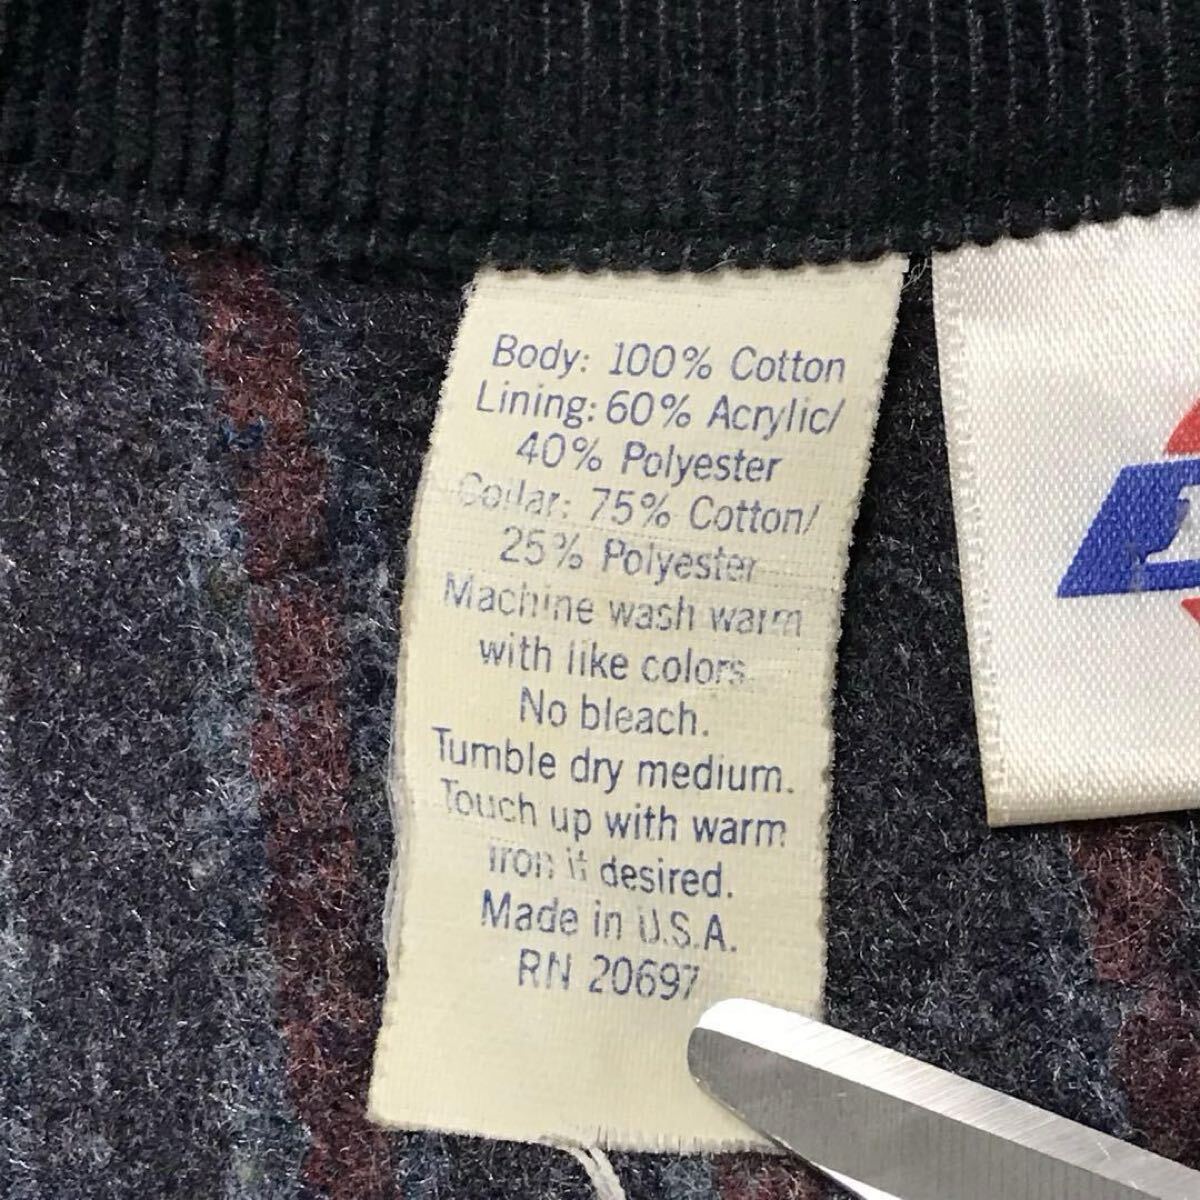 Body: 100% Cotton
Lining: 60% Acrylic/
40% Polyester
Collar: 75% Cotton/
25% Polyester
Machine wash warm
with like colors.
No bleach.
Tumble dry medium.
Touch up with warm
iron if desired.
Made in U.S.A.
RN 20697